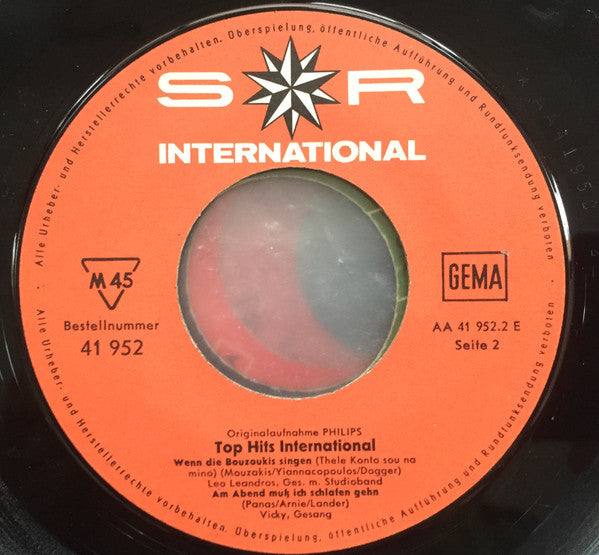 Alle Urheber- und Herstellerrechte vorbehalten. Überspielung, öffentliche Aufführung und Rundfunksendung verboten
S R
INTERNATIONAL
M 45
Bestellnummer
41 952
GEMA
AA 41 952.2 E
Seite 2
Originalaufnahme PHILIPS
Top Hits International
Wenn die Bouzoukis singen (Thele Konto sou na
mino) (Mouzakis/Yiannacopoulos/Dagger)
Leo Leandros, Ges. m. Studioband
Am Abend muß ich schlafen gehn
(Panas/Arnie/Lander)
Vicky, Gesang
Alle Urheber- und Herstellerrechte vorbehalten. Überspielung, öffentliche Aufführung und Rundfunksendung verboten